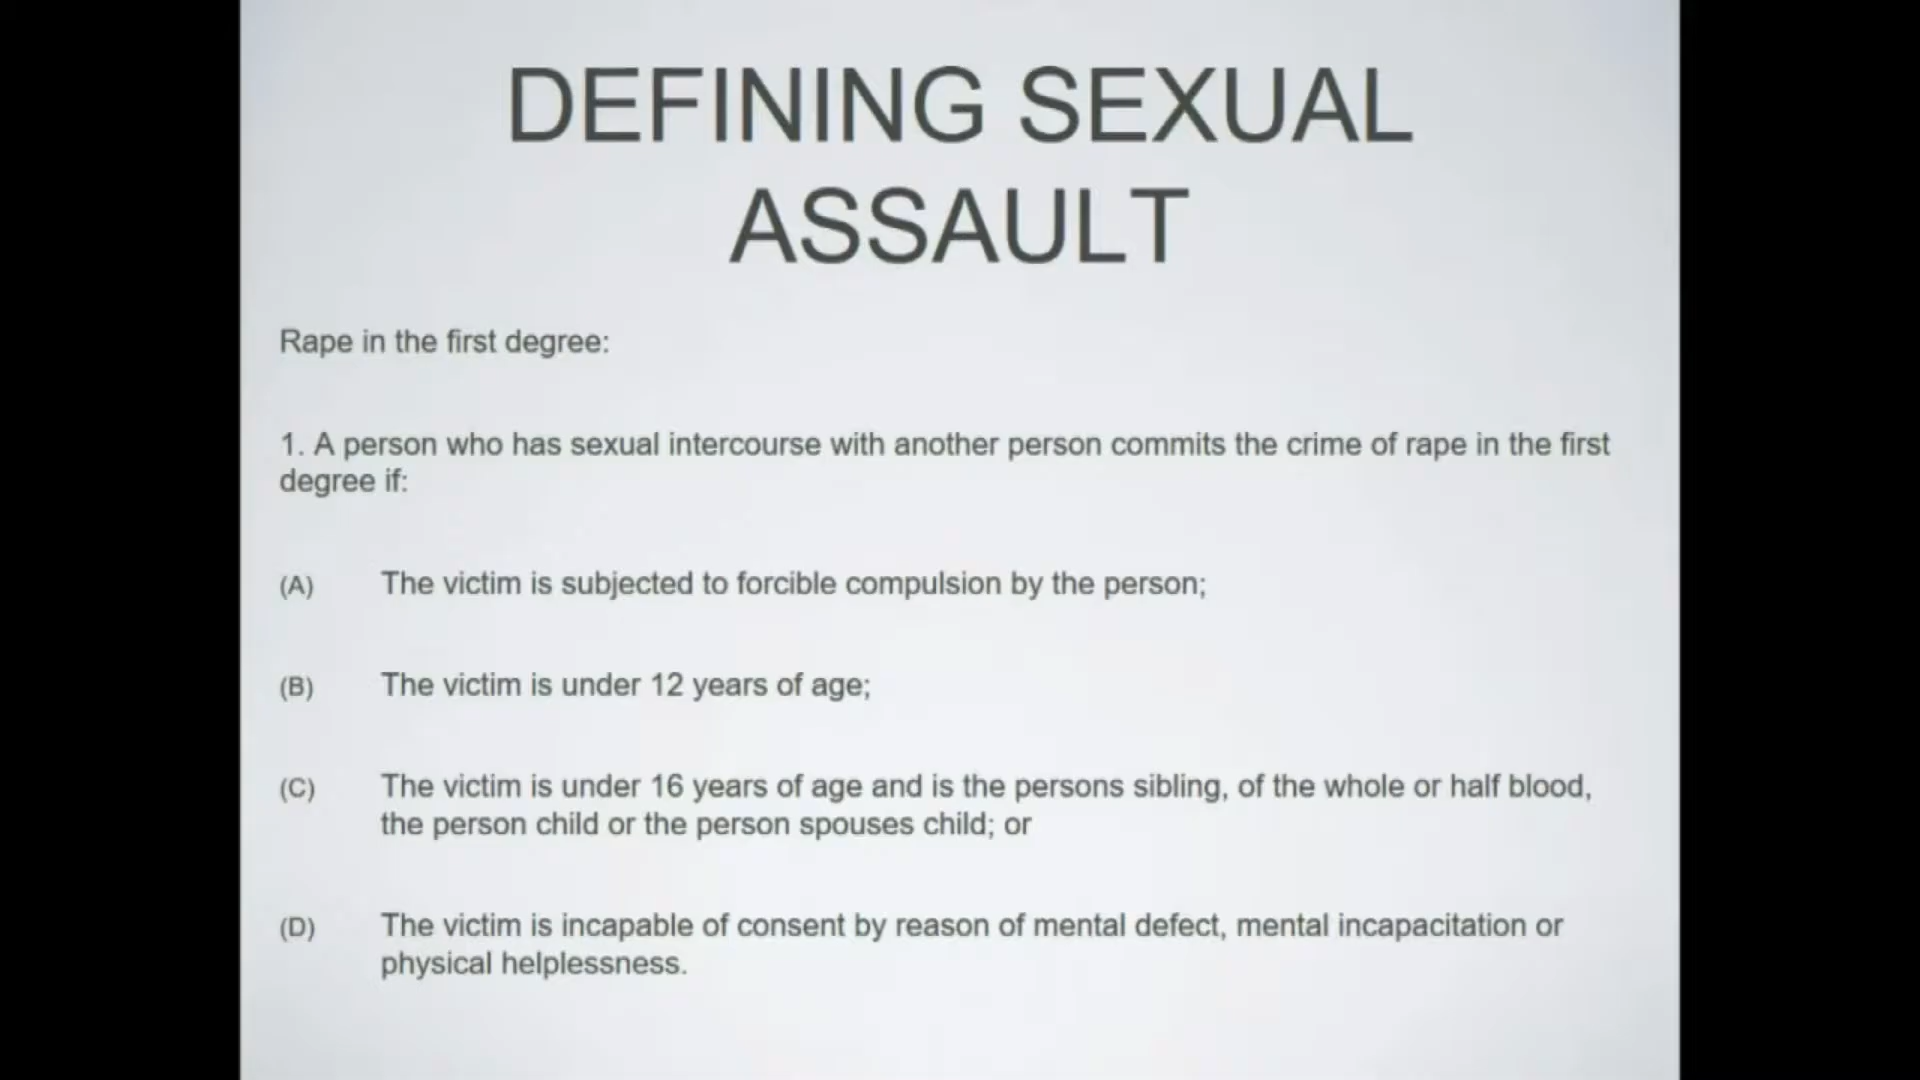 DEFINING SEXUAL
ASSAULT
Rape in the first degree:
1. A person who has sexual intercourse with another person commits the crime of rape in the first
degree if:
(A) The victim is subjected to forcible compulsion by the person;
(B) The victim is under 12 years of age;
(C) The victim is under 16 years of age and is the persons sibling, of the whole or half blood,
the person child or the person spouses child; or
(D) The victim is incapable of consent by reason of mental defect, mental incapacitation or
physical helplessness.